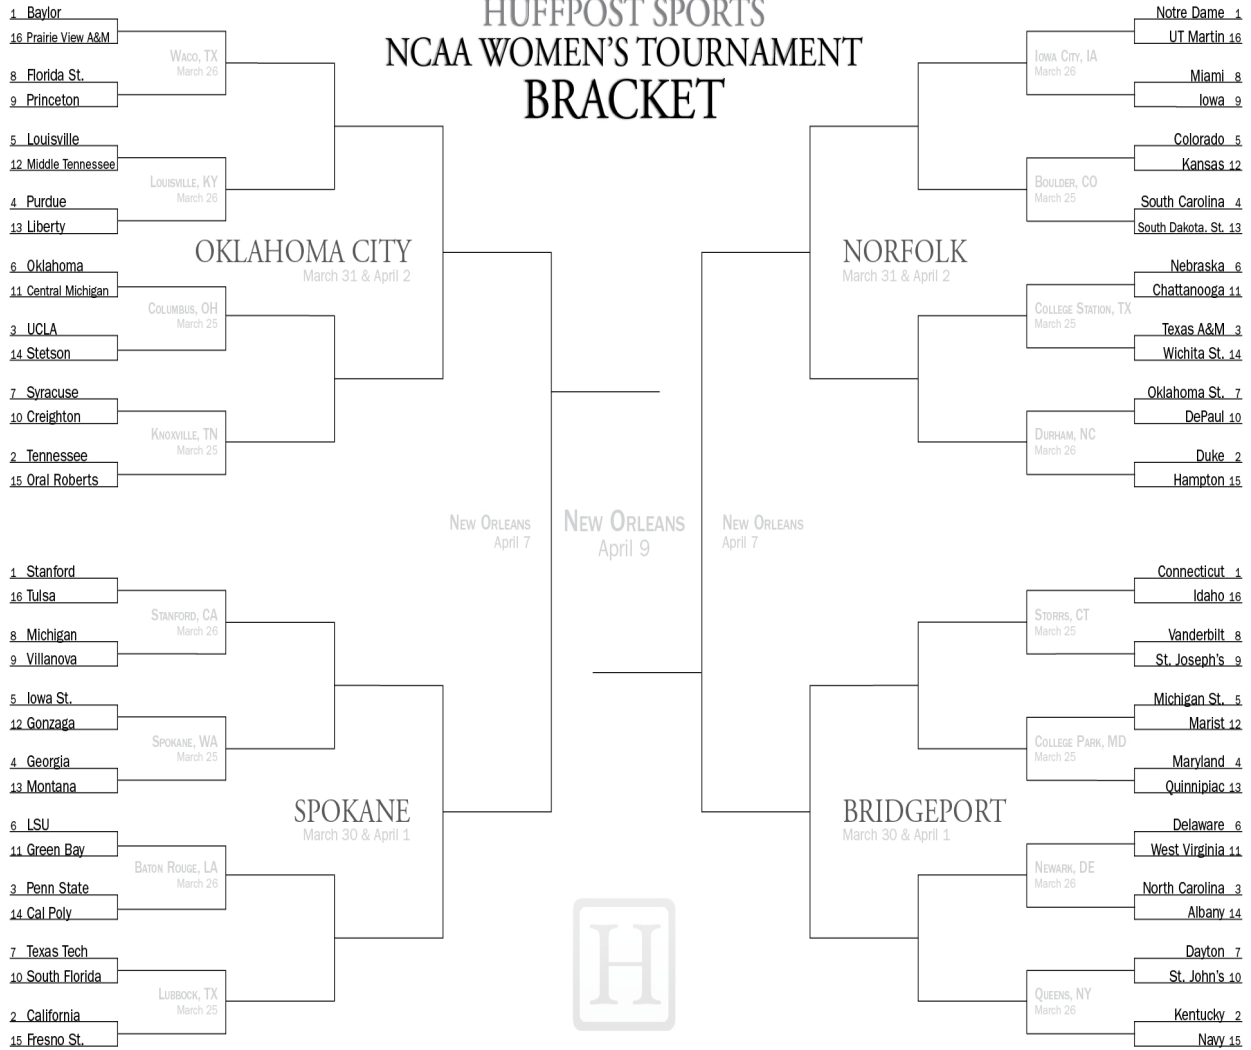 HUFFPOST SPORTS
NCAA WOMEN'S TOURNAMENT
BRACKET
1 Baylor
16 Prairie View A&M
WACO, TX
March 26
8 Florida St.
9 Princeton
5 Louisville
12 Middle Tennessee
LOUISVILLE, KY
March 26
4 Purdue
13 Liberty
OKLAHOMA CITY
March 31 & April 2
6 Oklahoma
11 Central Michigan
COLUMBUS, OH
March 25
3 UCLA
14 Stetson
7 Syracuse
10 Creighton
KNOXVILLE, TN
March 25
2 Tennessee
15 Oral Roberts
1 Stanford
16 Tulsa
STANFORD, CA
March 26
8 Michigan
9 Villanova
5 Iowa St.
12 Gonzaga
SPOKANE, WA
March 25
4 Georgia
13 Montana
SPOKANE
March 30 & April 1
6 LSU
11 Green Bay
BATON ROUGE, LA
March 26
3 Penn State
14 Cal Poly
7 Texas Tech
10 South Florida
LUBBOCK, TX
March 25
2 California
15 Fresno St.
NEW ORLEANS
April 7
NEW ORLEANS
April 9
NEW ORLEANS
April 7
H
Notre Dame 1
UT Martin 16
IOWA CITY, IA
March 26
Miami 8
Iowa 9
Colorado 5
Kansas 12
BOULDER, CO
March 25
South Carolina 4
South Dakota. St. 13
NORFOLK
March 31 & April 2
Nebraska 6
Chattanooga 11
COLLEGE STATION, TX
March 25
Texas A&M 3
Wichita St. 14
Oklahoma St. 7
DePaul 10
DURHAM, NC
March 26
Duke 2
Hampton 15
Connecticut 1
Idaho 16
STORRS, CT
March 25
Vanderbilt 8
St. Joseph's 9
Michigan St. 5
Marist 12
COLLEGE PARK, MD
March 25
Maryland 4
Quinnipiac 13
BRIDGEPORT
March 30 & April 1
Delaware 6
West Virginia 11
NEWARK, DE
March 26
North Carolina 3
Albany 14
Dayton 7
St. John's 10
QUEENS, NY
March 26
Kentucky 2
Navy 15